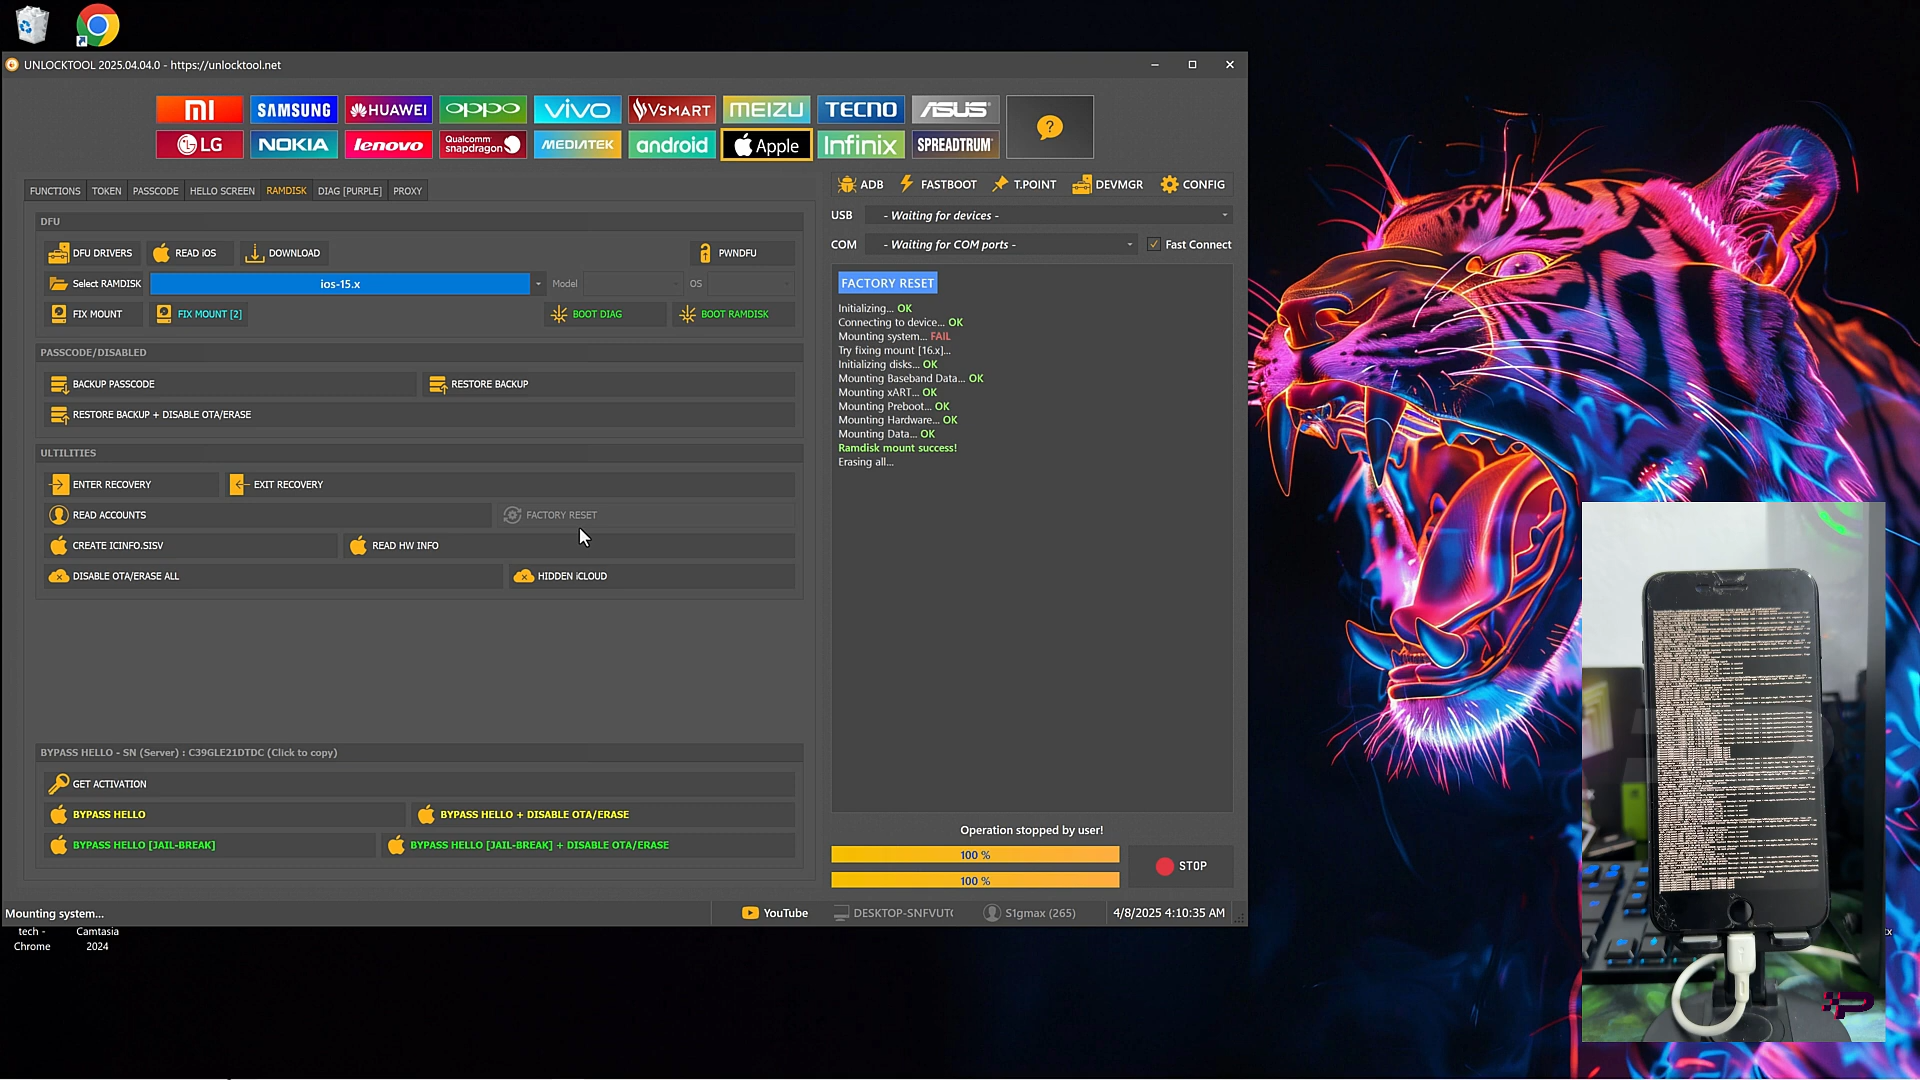 UNLOCKTOOL 2025.04.04.0 - https://unlocktool.net
MI SAMSUNG HUAWEI oppo vivo VSMART MEIZU TECNO ASUS
LG NOKIA lenovo Qualcomm snapdragon MEDIATEK android Apple Infinix SPREADTRUM ?
FUNCTIONS TOKEN PASSCODE HELLO SCREEN RAMDISK DIAG [PURPLE] PROXY
DFU
DFU DRIVERS READ iOS DOWNLOAD PWNDFU
Select RAMDISK ios-15.x Model OS
FIX MOUNT FIX MOUNT [2] BOOT DIAG BOOT RAMDISK
PASSCODE/DISABLED
BACKUP PASSCODE RESTORE BACKUP
RESTORE BACKUP + DISABLE OTA/ERASE
ULTILITIES
ENTER RECOVERY EXIT RECOVERY
READ ACCOUNTS FACTORY RESET
CREATE ICINFO.SISV READ HW INFO
DISABLE OTA/ERASE ALL HIDDEN iCLOUD
BYPASS HELLO - SN (Server) : C39GLE21DTDC (Click to copy)
GET ACTIVATION
BYPASS HELLO BYPASS HELLO + DISABLE OTA/ERASE
BYPASS HELLO [JAIL-BREAK] BYPASS HELLO [JAIL-BREAK] + DISABLE OTA/ERASE
ADB FASTBOOT T.POINT DEVMGR CONFIG
USB - Waiting for devices -
COM - Waiting for COM ports - Fast Connect
FACTORY RESET
Initializing... OK
Connecting to device... OK
Mounting system... FAIL
Try fixing mount [16.x]...
Initializing disks... OK
Mounting Baseband Data... OK
Mounting xART... OK
Mounting Preboot... OK
Mounting Hardware... OK
Mounting Data... OK
Ramdisk mount success!
Erasing all...
Operation stopped by user!
100 %
STOP
100 %
Mounting system... YouTube DESKTOP-SNFVUT S1gmax (265) 4/8/2025 4:10:35 AM
tech - Chrome
Camtasia 2024